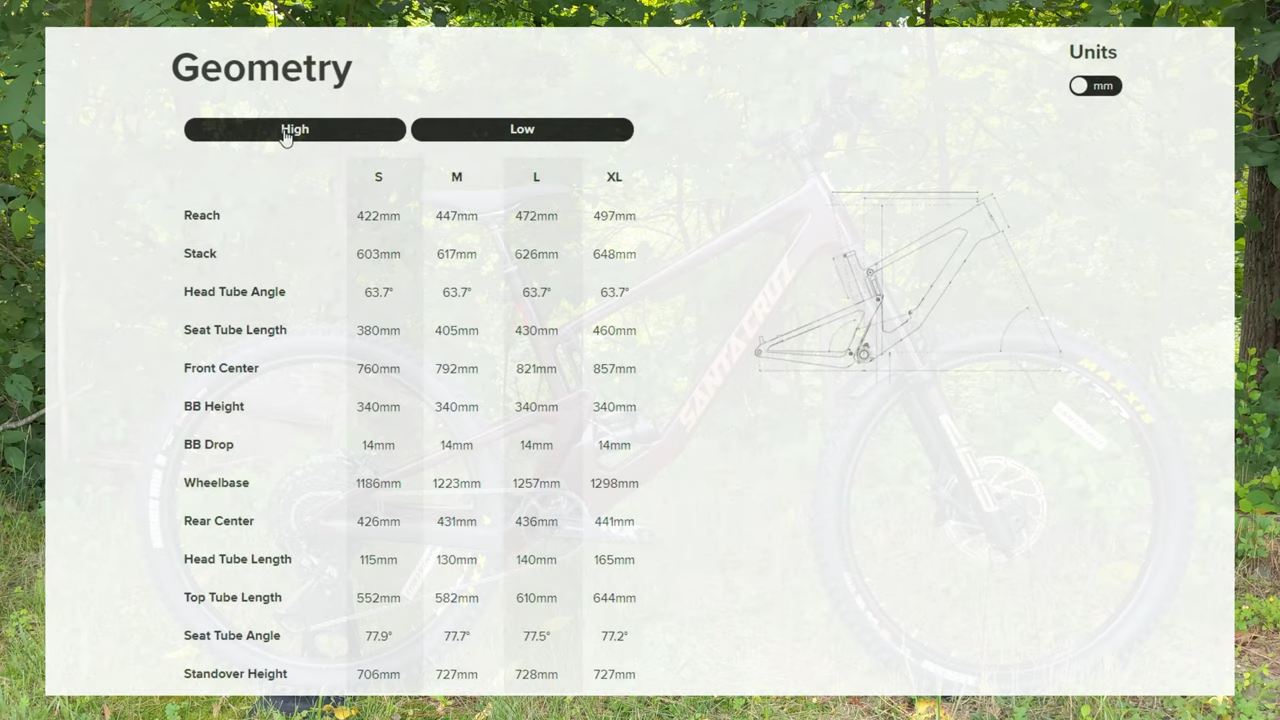 Geometry
Units
mm
High Low
S M L XL
Reach 422mm 447mm 472mm 497mm
Stack 603mm 617mm 626mm 648mm
Head Tube Angle 63.7° 63.7° 63.7° 63.7°
Seat Tube Length 380mm 405mm 430mm 460mm
Front Center 760mm 792mm 821mm 857mm
BB Height 340mm 340mm 340mm 340mm
BB Drop 14mm 14mm 14mm 14mm
Wheelbase 1186mm 1223mm 1257mm 1298mm
Rear Center 426mm 431mm 436mm 441mm
Head Tube Length 115mm 130mm 140mm 165mm
Top Tube Length 552mm 582mm 610mm 644mm
Seat Tube Angle 77.9° 77.7° 77.5° 77.2°
Standover Height 706mm 727mm 728mm 727mm
SANTA CRUZ
MAXXIS